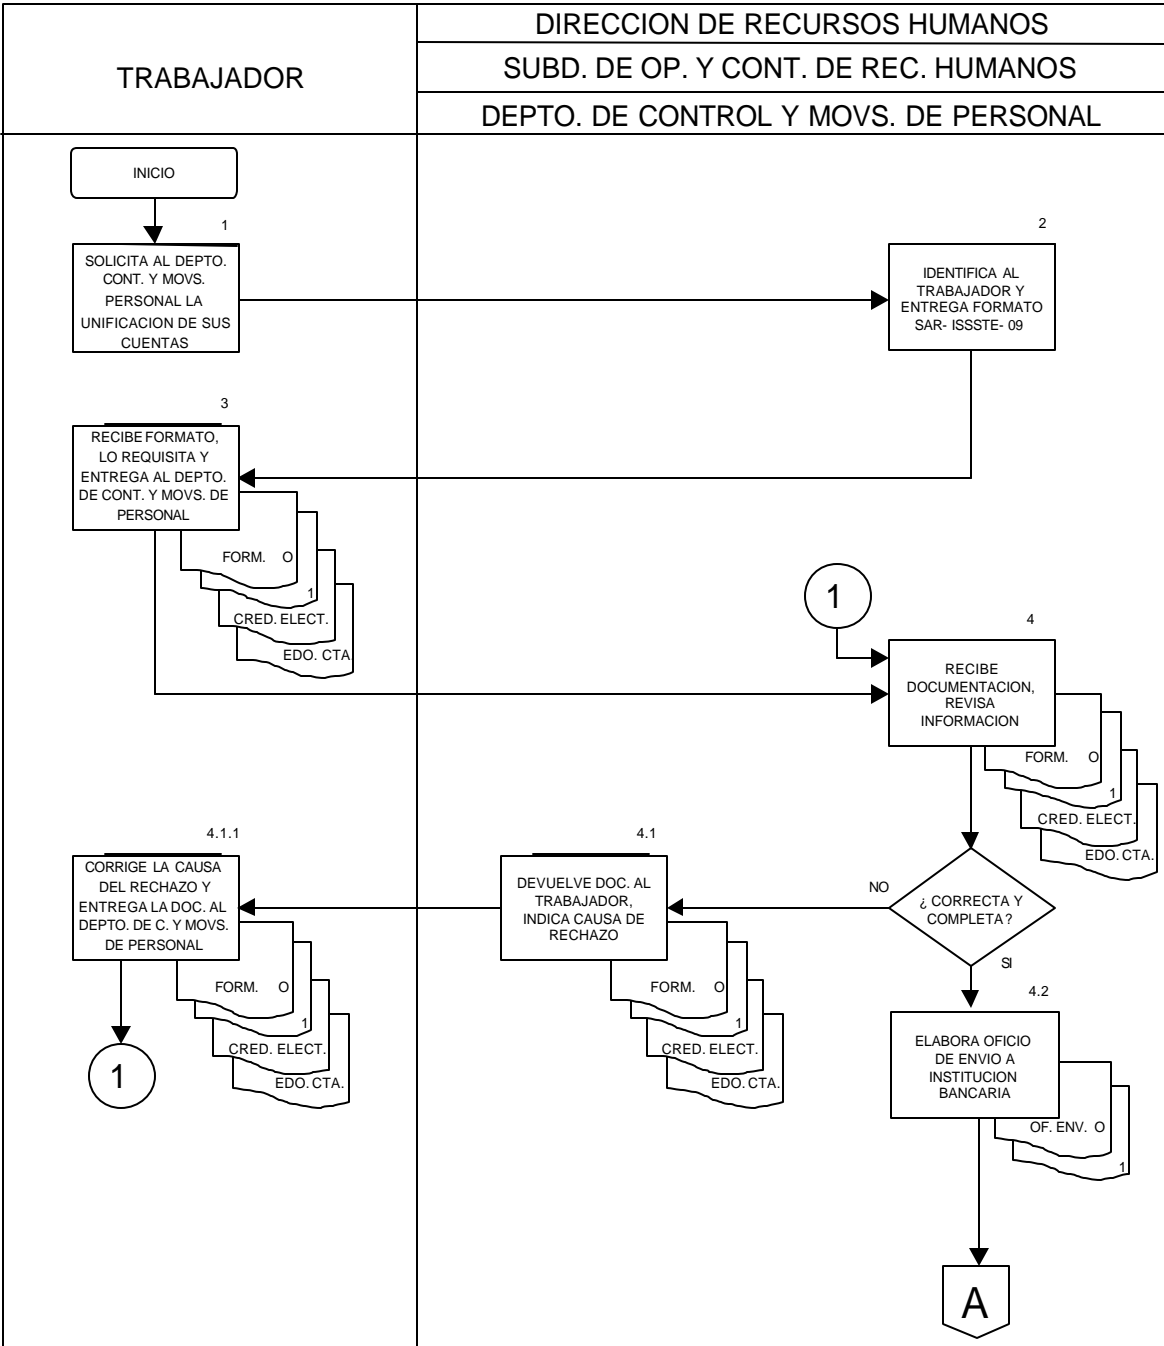 TRABAJADOR
DIRECCION DE RECURSOS HUMANOS
SUBD. DE OP. Y CONT. DE REC. HUMANOS
DEPTO. DE CONTROL Y MOVS. DE PERSONAL
INICIO
1
SOLICITA AL DEPTO.
CONT. Y MOVS.
PERSONAL LA
UNIFICACION DE SUS
CUENTAS
2
IDENTIFICA AL
TRABAJADOR Y
ENTREGA FORMATO
SAR- ISSSTE- 09
3
RECIBE FORMATO,
LO REQUISITA Y
ENTREGA AL DEPTO.
DE CONT. Y MOVS. DE
PERSONAL
FORM. O
1
CRED. ELECT.
EDO. CTA.
1
4
RECIBE
DOCUMENTACION,
REVISA
INFORMACION
FORM. O
1
CRED. ELECT.
EDO. CTA.
¿ CORRECTA Y
COMPLETA?
NO
SI
4.1
DEVUELVE DOC. AL
TRABAJADOR,
INDICA CAUSA DE
RECHAZO
FORM. O
1
CRED. ELECT.
EDO. CTA.
4.1.1
CORRIGE LA CAUSA
DEL RECHAZO Y
ENTREGA LA DOC. AL
DEPTO. DE C. Y MOVS.
DE PERSONAL
FORM. O
1
CRED. ELECT.
EDO. CTA.
1
4.2
ELABORA OFICIO
DE ENVIO A
INSTITUCION
BANCARIA
OF. ENV. O
1
A